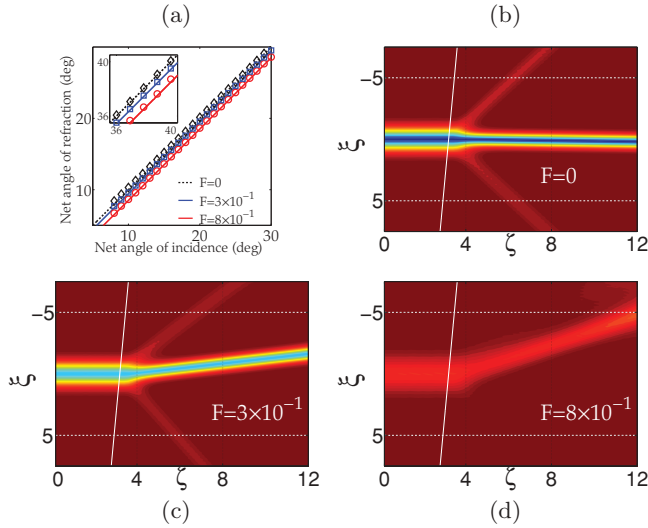 (a)
(b)
Net angle of refraction (deg)
40
36
36
40
20
10
F=0
F=3×10⁻¹
F=8×10⁻¹
10
20
30
Net angle of incidence (deg)
-5
ξ
5
F=0
0
4
ζ
8
12
-5
ξ
5
F=3×10⁻¹
0
4
ζ
8
12
-5
ξ
5
F=8×10⁻¹
0
4
ζ
8
12
(c)
(d)